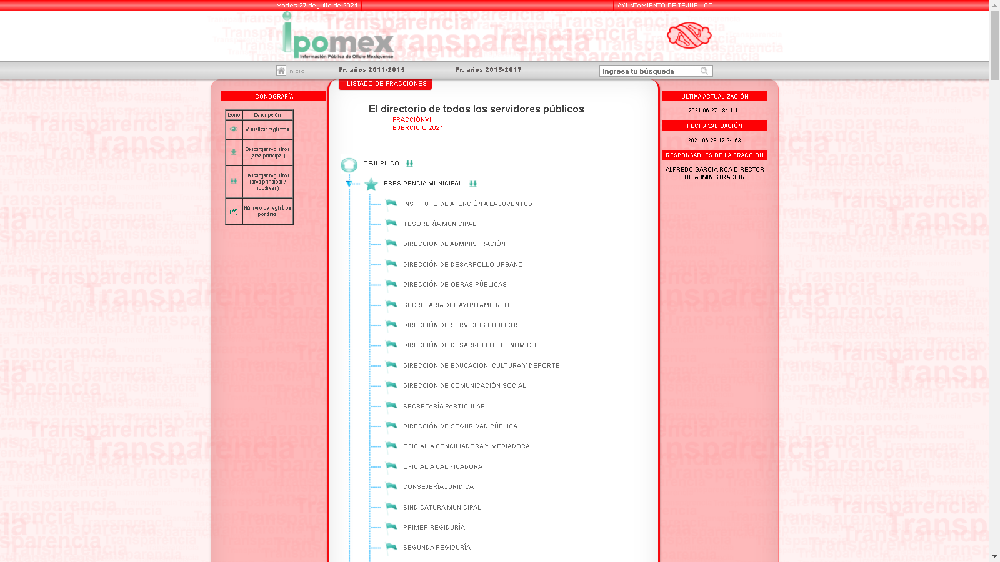 Martes 27 de julio de 2021
AYUNTAMIENTO DE TEJUPILCO
ipomex
Información Pública de Oficio Mexiquense
Inicio
Fr. años 2011-2015
Fr. años 2015-2017
Ingresa tu búsqueda
LISTADO DE FRACCIONES
ICONOGRAFÍA
Icono
Descripción
Visualizar registros
Descargar registros
(área principal)
Descargar registros
(área principal y
subáreas)
(#)
Número de registros
por área
El directorio de todos los servidores públicos
FRACCIÓNVII
EJERCICIO 2021
TEJUPILCO
PRESIDENCIA MUNICIPAL
INSTITUTO DE ATENCIÓN A LA JUVENTUD
TESORERÍA MUNICIPAL
DIRECCIÓN DE ADMINISTRACIÓN
DIRECCIÓN DE DESARROLLO URBANO
DIRECCIÓN DE OBRAS PÚBLICAS
SECRETARIA DEL AYUNTAMIENTO
DIRECCIÓN DE SERVICIOS PÚBLICOS
DIRECCIÓN DE DESARROLLO ECONÓMICO
DIRECCIÓN DE EDUCACIÓN, CULTURA Y DEPORTE
DIRECCIÓN DE COMUNICACIÓN SOCIAL
SECRETARÍA PARTICULAR
DIRECCIÓN DE SEGURIDAD PÚBLICA
OFICIALIA CONCILIADORA Y MEDIADORA
OFICIALIA CALIFICADORA
CONSEJERÍA JURIDICA
SINDICATURA MUNICIPAL
PRIMER REGIDURÍA
SEGUNDA REGIDURÍA
ULTIMA ACTUALIZACIÓN
2021-06-27 18:11:11
FECHA VALIDACIÓN
2021-06-28 12:34:53
RESPONSABLES DE LA FRACCIÓN
ALFREDO GARCIA ROA DIRECTOR
DE ADMINISTRACIÓN